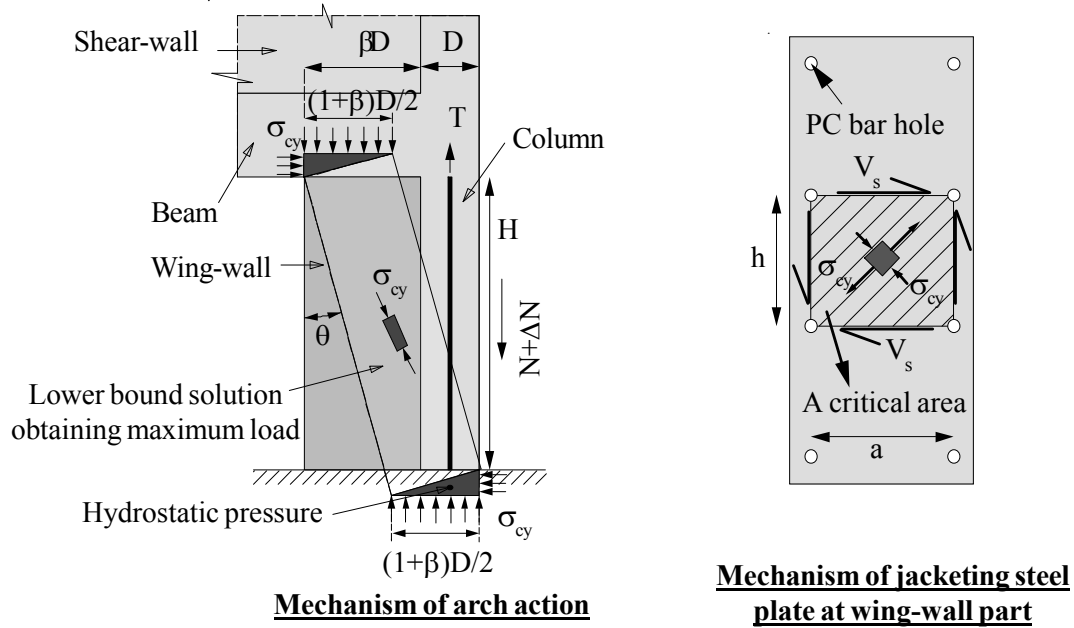 Shear-wall
βD
D
(1+β)D/2
T
σcy
Column
Beam
H
Wing-wall
σcy
θ
N+ΔN
Lower bound solution
obtaining maximum load
Hydrostatic pressure
σcy
(1+β)D/2
Mechanism of arch action
PC bar hole
Vs
h
σcy
σcy
Vs
A critical area
a
Mechanism of jacketing steel
plate at wing-wall part